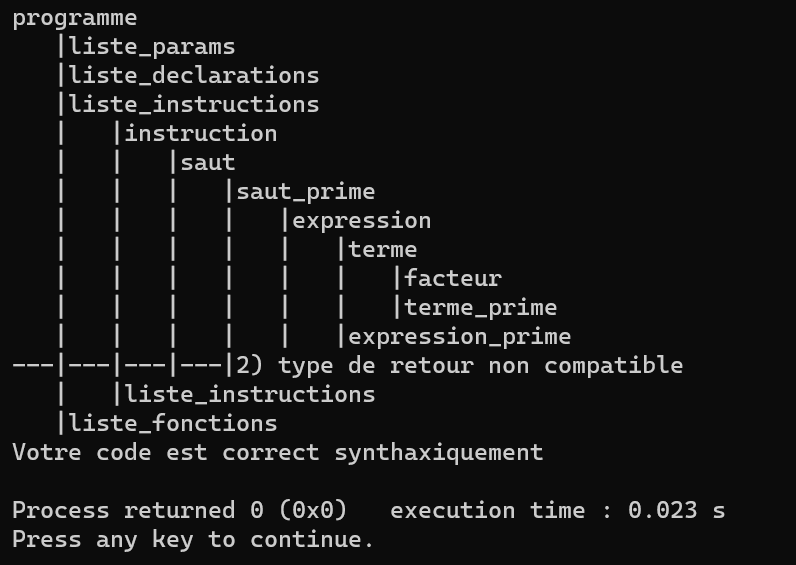 programme
   |liste_params
   |liste_declarations
   |liste_instructions
   |   |instruction
   |   |   |saut
   |   |   |   |saut_prime
   |   |   |   |   |expression
   |   |   |   |   |   |terme
   |   |   |   |   |   |   |facteur
   |   |   |   |   |   |   |terme_prime
   |   |   |   |   |   |expression_prime
---|---|---|---|2) type de retour non compatible
   |   |liste_instructions
   |liste_fonctions
Votre code est correct synthaxiquement

Process returned 0 (0x0)   execution time : 0.023 s
Press any key to continue.